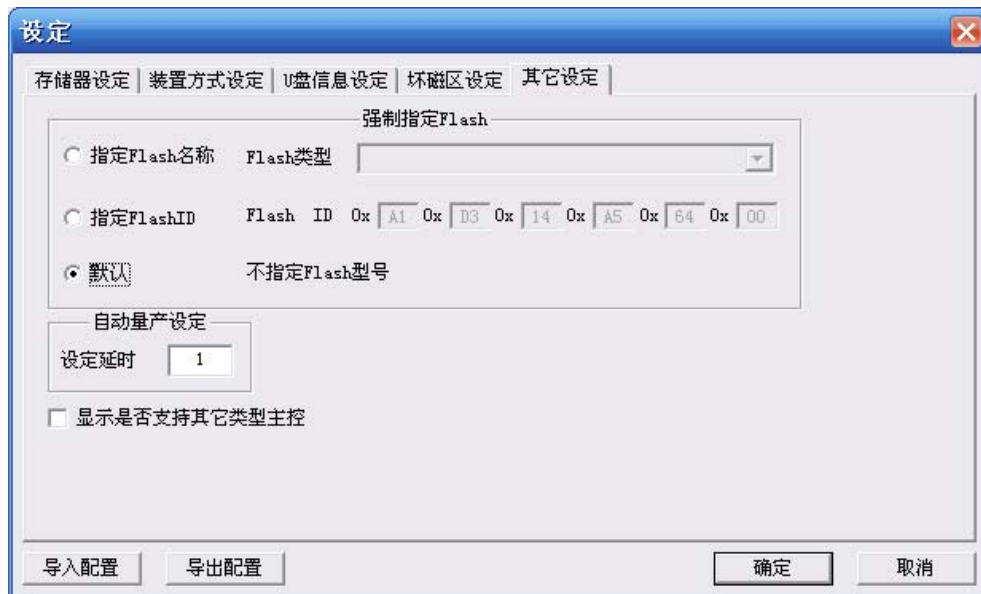 设定
存储器设定 装置方式设定 U盘信息设定 坏磁区设定 其它设定
强制指定Flash
指定Flash名称 Flash类型
指定FlashID Flash ID 0x A1 0x D3 0x 14 0x A5 0x 64 0x 00
默认 不指定Flash型号
自动量产设定
设定延时 1
显示是否支持其它类型主控
导入配置 导出配置 确定 取消